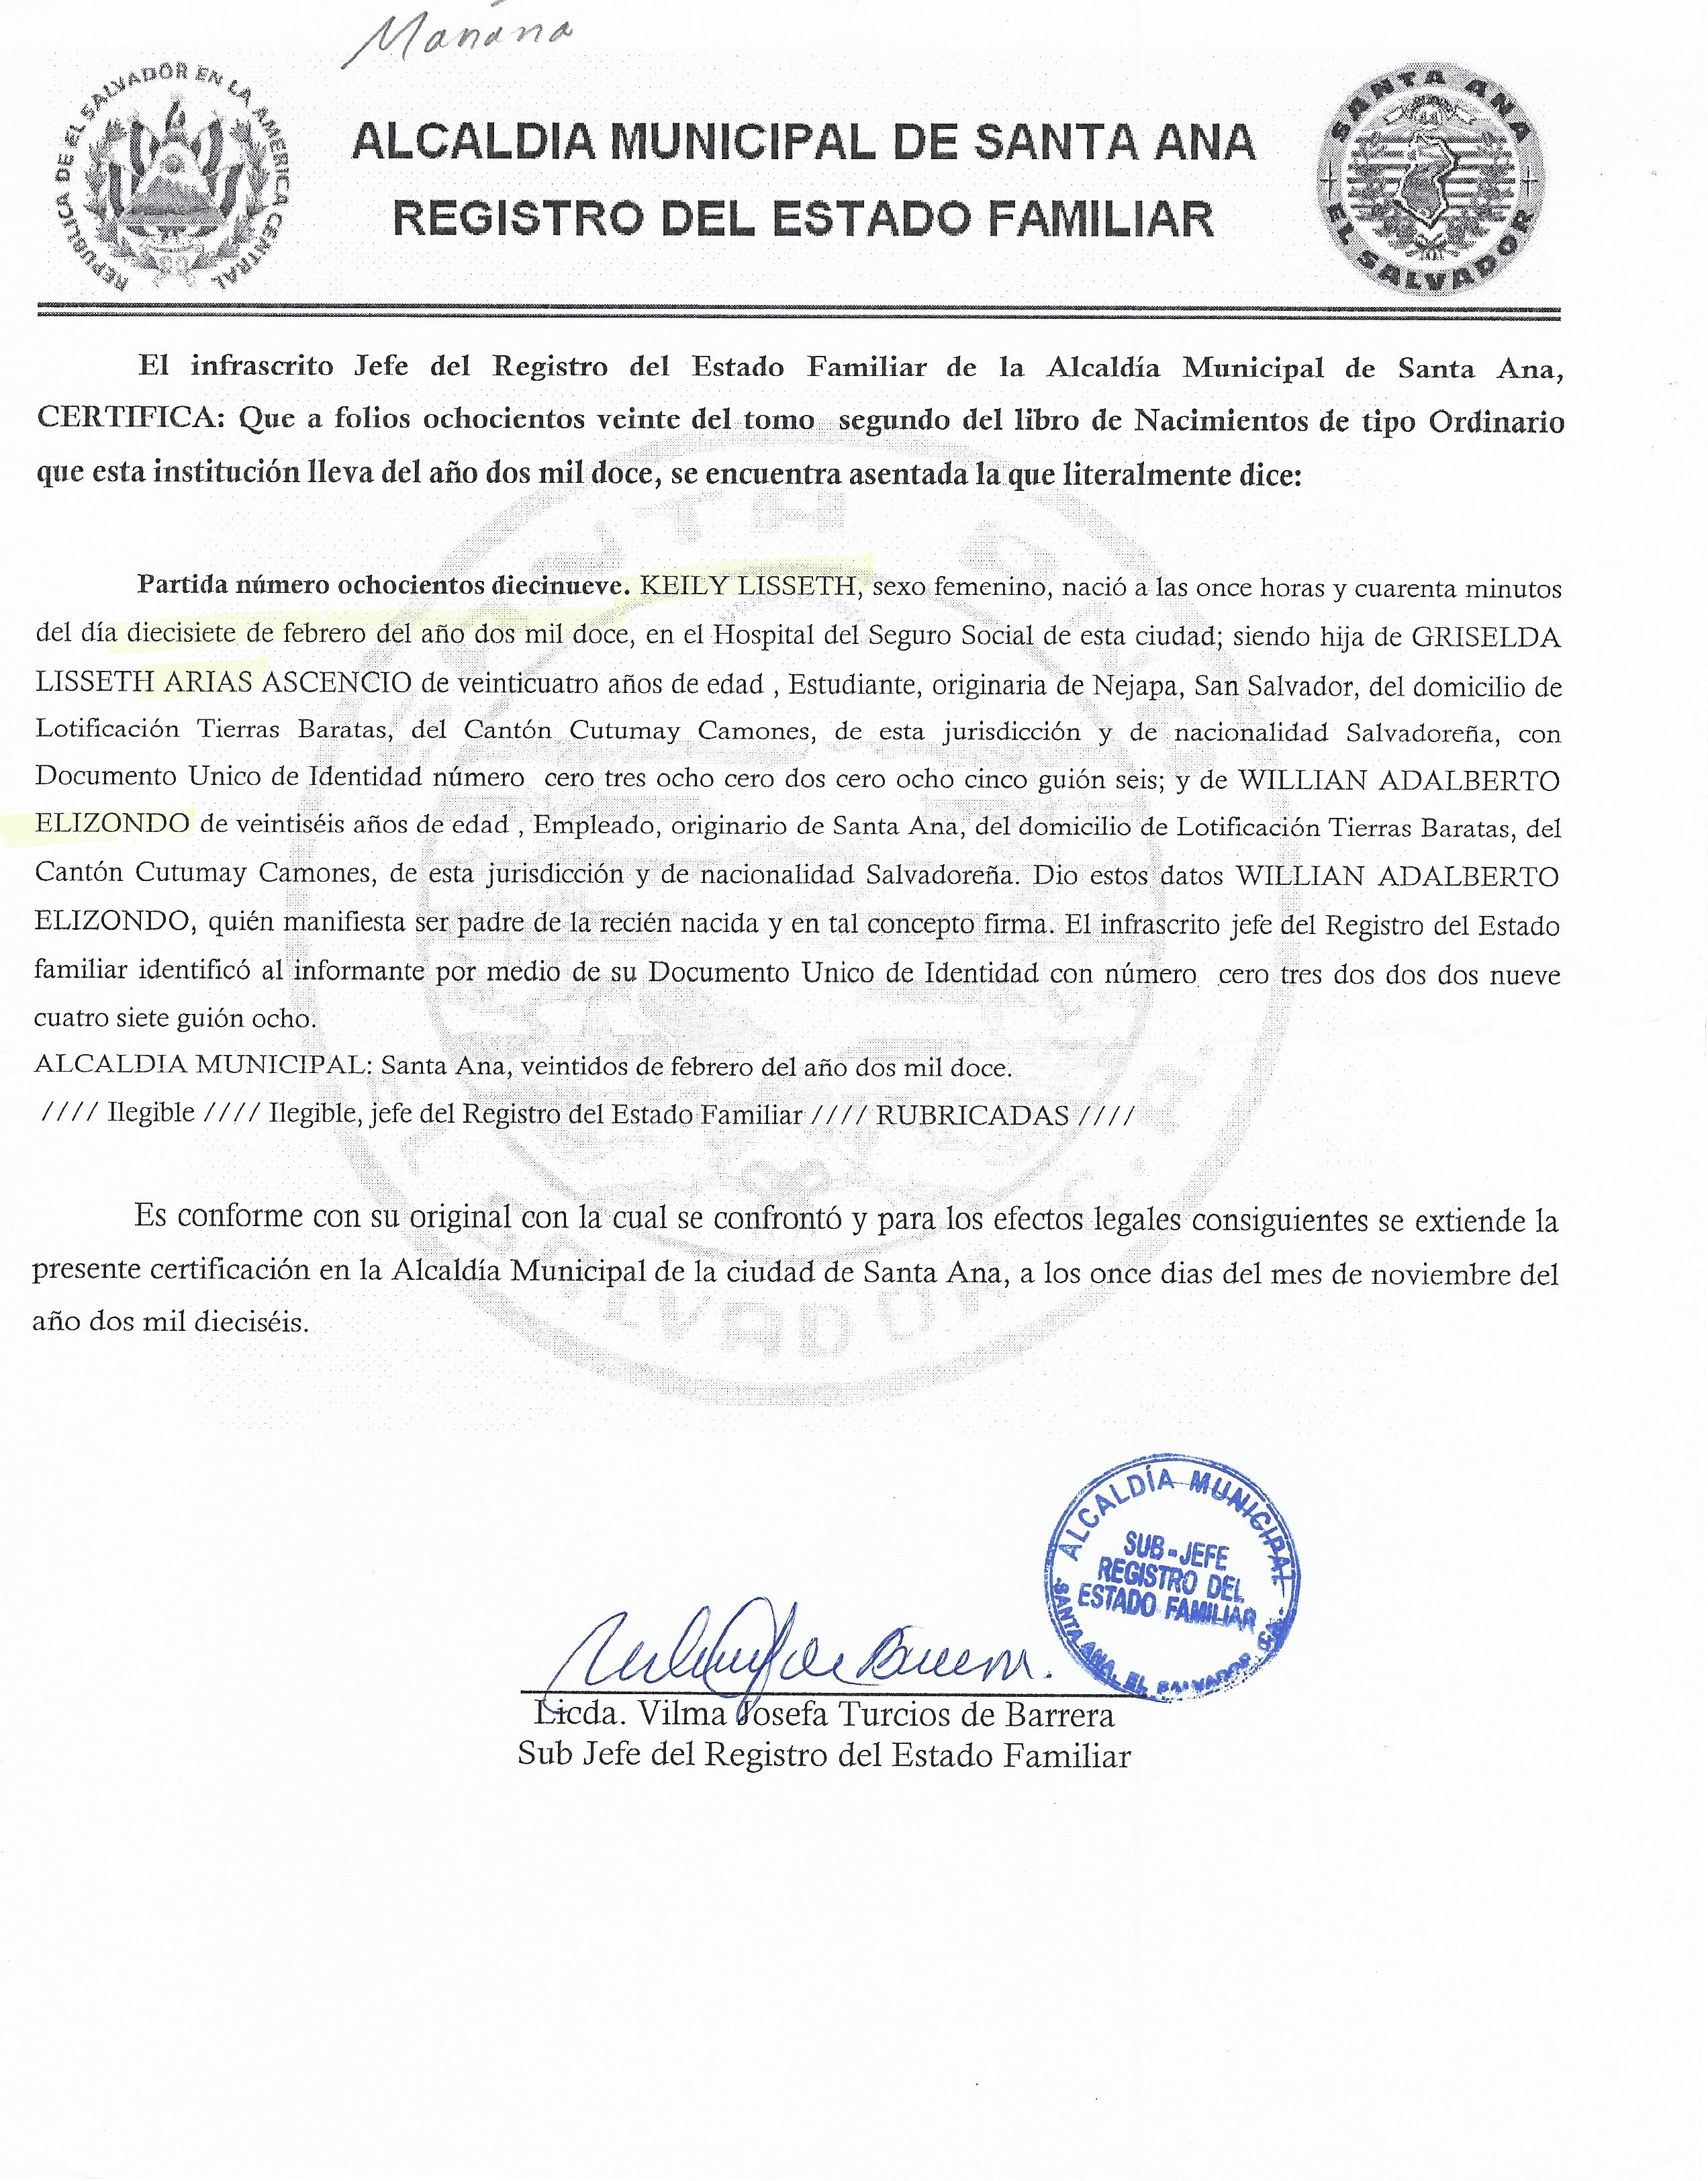 Manana
REPUBLICA DE EL SALVADOR EN LA AMERICA CENTRAL
ALCALDIA MUNICIPAL DE SANTA ANA
REGISTRO DEL ESTADO FAMILIAR
SANTA ANA
EL SALVADOR
El infrascrito Jefe del Registro del Estado Familiar de la Alcaldía Municipal de Santa Ana,
CERTIFICA: Que a folios ochocientos veinte del tomo segundo del libro de Nacimientos de tipo Ordinario
que esta institución lleva del año dos mil doce, se encuentra asentada la que literalmente dice:
Partida número ochocientos diecinueve. KEILY LISSETH, sexo femenino, nació a las once horas y cuarenta minutos
del día diecisiete de febrero del año dos mil doce, en el Hospital del Seguro Social de esta ciudad; siendo hija de GRISELDA
LISSETH ARIAS ASCENCIO de veinticuatro años de edad , Estudiante, originaria de Nejapa, San Salvador, del domicilio de
Lotificación Tierras Baratas, del Cantón Cutumay Camones, de esta jurisdicción y de nacionalidad Salvadoreña, con
Documento Unico de Identidad número cero tres ocho cero dos cero ocho cinco guión seis; y de WILLIAN ADALBERTO
ELIZONDO de veintiséis años de edad , Empleado, originario de Santa Ana, del domicilio de Lotificación Tierras Baratas, del
Cantón Cutumay Camones, de esta jurisdicción y de nacionalidad Salvadoreña. Dio estos datos WILLIAN ADALBERTO
ELIZONDO, quién manifiesta ser padre de la recién nacida y en tal concepto firma. El infrascrito jefe del Registro del Estado
familiar identificó al informante por medio de su Documento Unico de Identidad con número cero tres dos dos dos nueve
cuatro siete guión ocho.
ALCALDIA MUNICIPAL: Santa Ana, veintidos de febrero del año dos mil doce.
//// Ilegible //// Ilegible, jefe del Registro del Estado Familiar //// RUBRICADAS ////
Es conforme con su original con la cual se confrontó y para los efectos legales consiguientes se extiende la
presente certificación en la Alcaldía Municipal de la ciudad de Santa Ana, a los once dias del mes de noviembre del
año dos mil dieciséis.
ALCALDÍA MUNICIPAL
SUB-JEFE
REGISTRO DEL
ESTADO FAMILIAR
SANTA ANA, EL SALVADOR
Licda. Vilma Josefa Turcios de Barrera
Sub Jefe del Registro del Estado Familiar